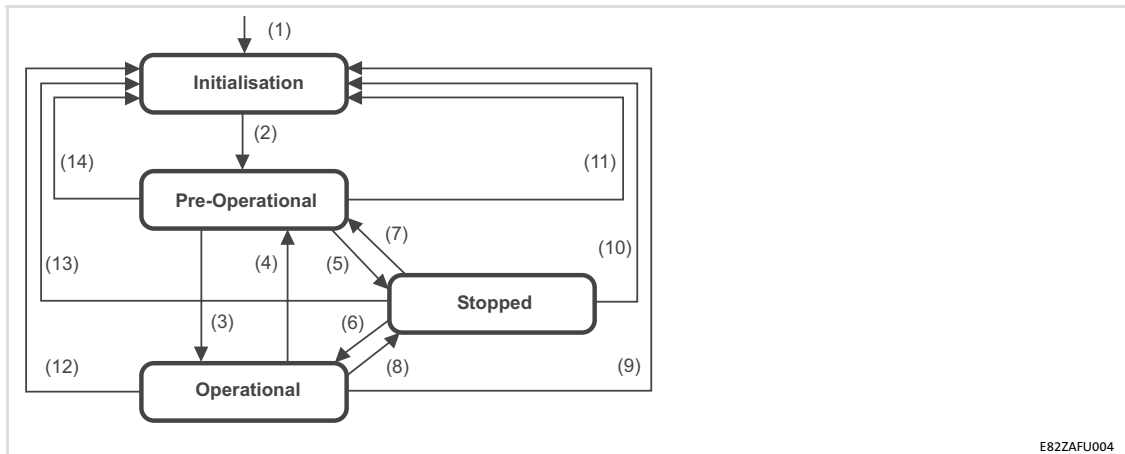 (1)
Initialisation
(2)
(14)
(11)
Pre-Operational
(7)
(13)
(4)
(5)
(10)
Stopped
(3)
(6)
(12)
(8)
(9)
Operational
E82ZAFU004